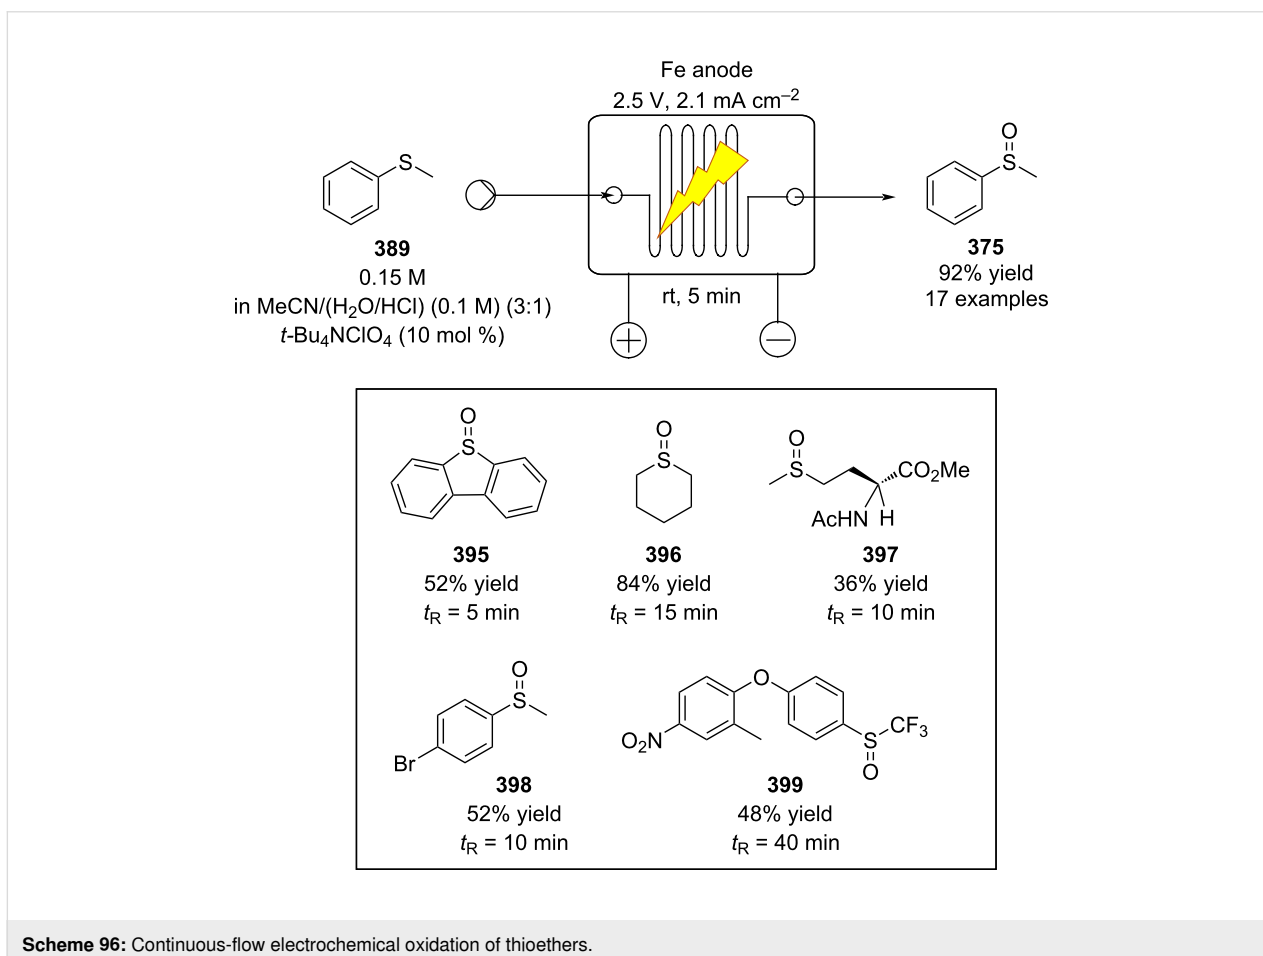 Fe anode
2.5 V, 2.1 mA cm–2
S
389
0.15 M
in MeCN/(H2O/HCl) (0.1 M) (3:1)
t-Bu4NClO4 (10 mol %)
rt, 5 min
+
−
O
S
375
92% yield
17 examples
O
S
395
52% yield
tR = 5 min
O
S
396
84% yield
tR = 15 min
O
S
CO2Me
AcHN H
397
36% yield
tR = 10 min
O
S
Br
398
52% yield
tR = 10 min
O
O2N
S
CF3
O
399
48% yield
tR = 40 min
Scheme 96: Continuous-flow electrochemical oxidation of thioethers.